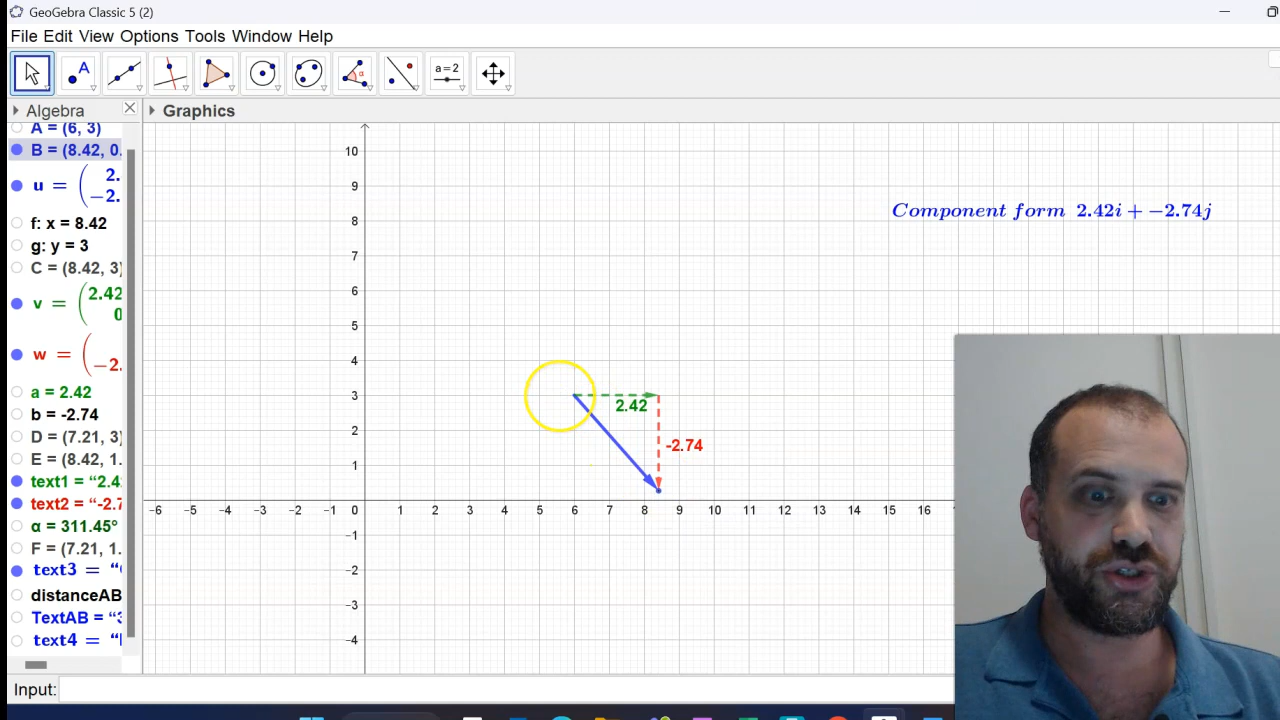 GeoGebra Classic 5 (2)
File Edit View Options Tools Window Help
A
α
a=2
Algebra
Graphics
A = (6, 3)
B = (8.42, 0.
u = ( 2.
−2.
f: x = 8.42
g: y = 3
C = (8.42, 3)
v = ( 2.42
0
w = (
−2.
a = 2.42
b = -2.74
D = (7.21, 3)
E = (8.42, 1.
text1 = "2.4
text2 = "-2.7
α = 311.45°
F = (7.21, 1.
text3 = "
distanceAB
TextAB = "3
text4 = "
Component form 2.42i + −2.74j
10
9
8
7
6
5
4
3
2
1
2.42
-2.74
-6 -5 -4 -3 -2 -1 0 1 2 3 4 5 6 7 8 9 10 11 12 13 14 15 16
−1
−2
−3
−4
Input: